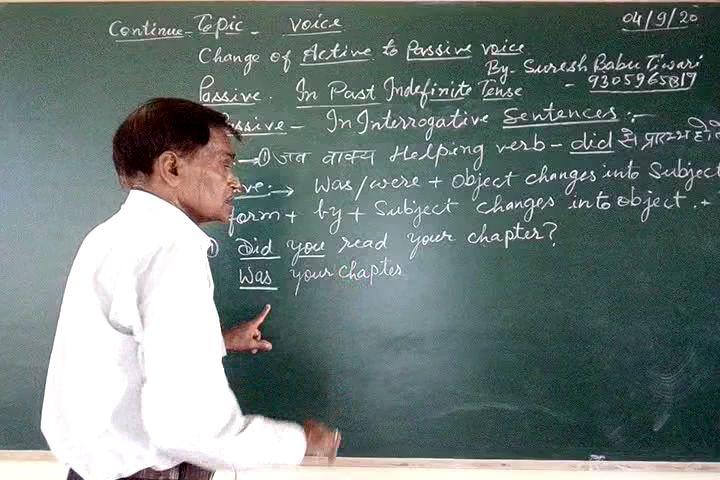 Continue - Topic - voice 04/9/20
Change of Active to Passive voice
By - Suresh Babu Tiwari
Passive. In Past Indefinite Tense - 9305965817
- In Interrogative Sentences :-
→ ① जब वाक्य Helping verb - did से प्रारम्भ
→ Was/were + Object changes into Subject
form + by + Subject changes into object. +
① Did you read your chapter?
Was your chapter